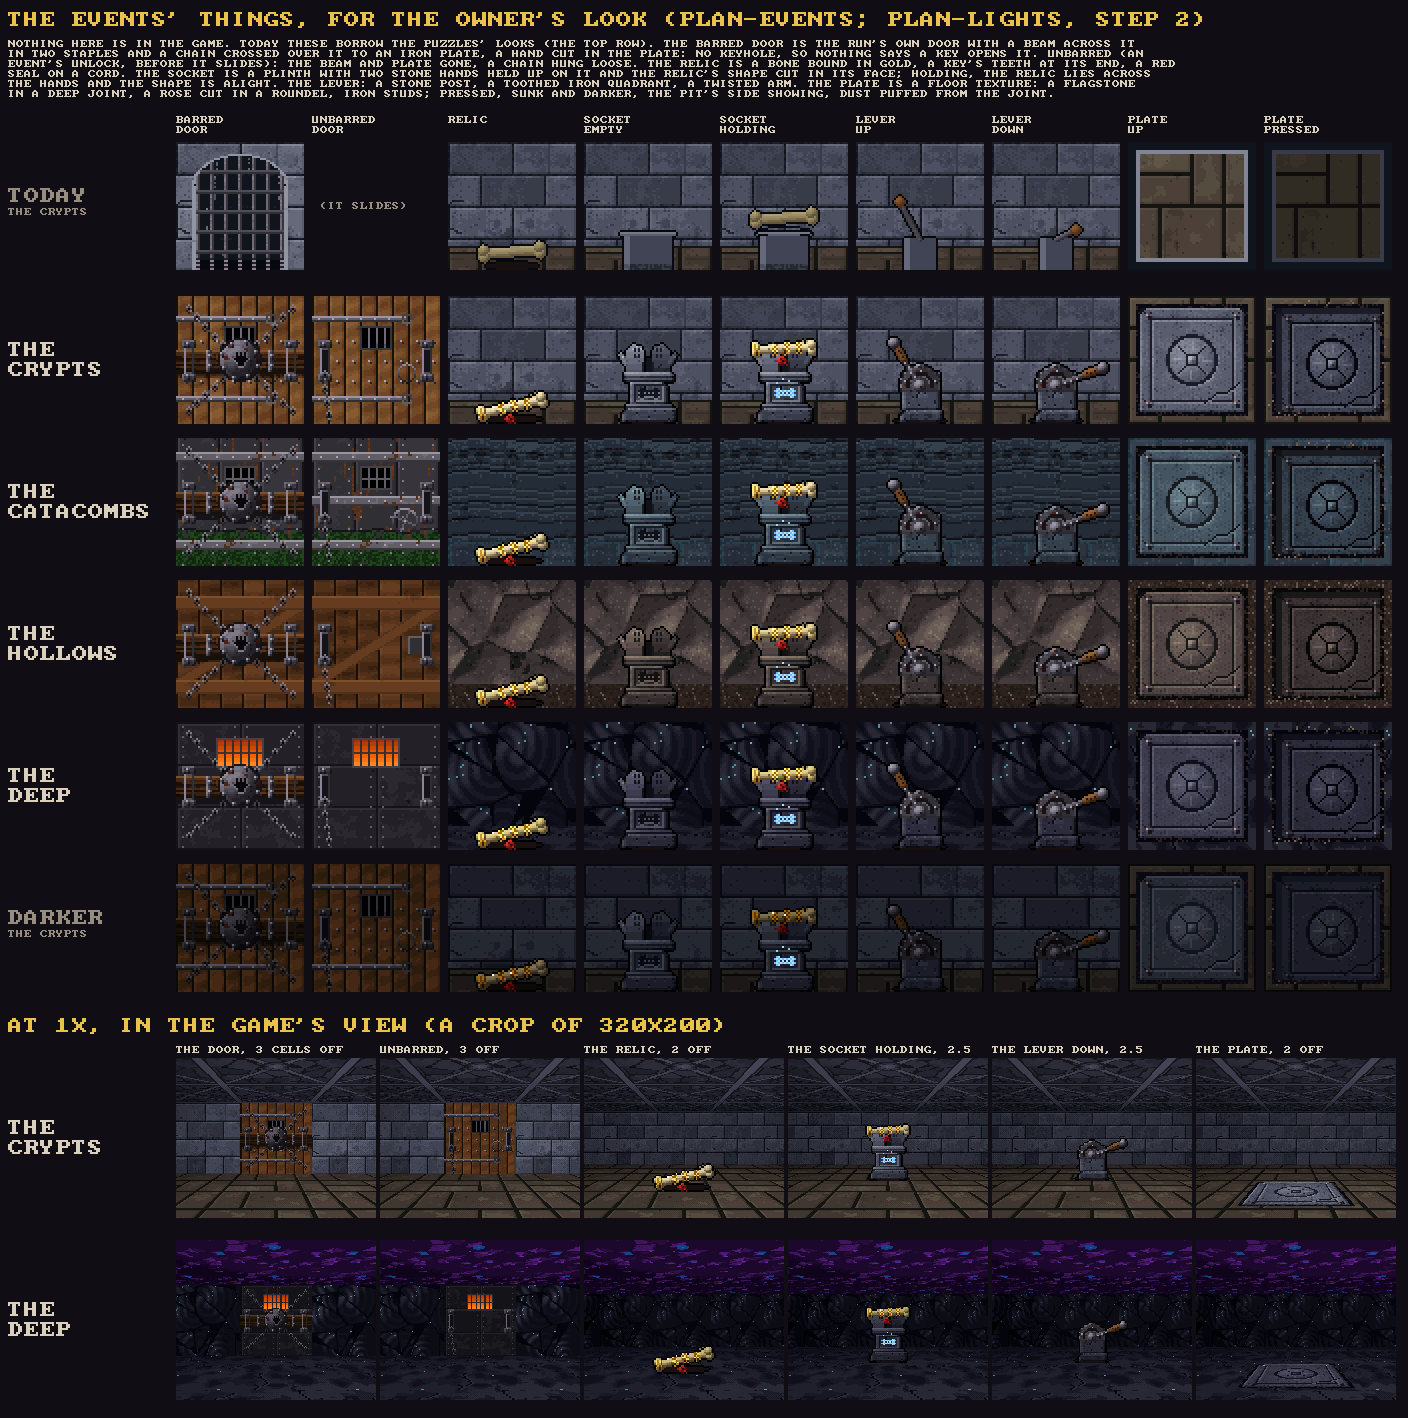 THE EVENTS' THINGS, FOR THE OWNER'S LOOK (PLAN-EVENTS; PLAN-LIGHTS, STEP 2)
NOTHING HERE IS IN THE GAME. TODAY THESE BORROW THE PUZZLES' LOOKS (THE TOP ROW). THE BARRED DOOR IS THE RUN'S OWN DOOR WITH A BEAM ACROSS IT
IN TWO STAPLES AND A CHAIN CROSSED OVER IT TO AN IRON PLATE, A HAND CUT IN THE PLATE: NO KEYHOLE, SO NOTHING SAYS A KEY OPENS IT. UNBARRED (AN
EVENT'S UNLOCK, BEFORE IT SLIDES): THE BEAM AND PLATE GONE, A CHAIN HUNG LOOSE. THE RELIC IS A BONE BOUND IN GOLD, A KEY'S TEETH AT ITS END, A RED
SEAL ON A CORD. THE SOCKET IS A PLINTH WITH TWO STONE HANDS HELD UP ON IT AND THE RELIC'S SHAPE CUT IN ITS FACE; HOLDING, THE RELIC LIES ACROSS
THE HANDS AND THE SHAPE IS ALIGHT. THE LEVER: A STONE POST, A TOOTHED IRON QUADRANT, A TWISTED ARM. THE PLATE IS A FLOOR TEXTURE: A FLAGSTONE
IN A DEEP JOINT, A ROSE CUT IN A ROUNDEL, IRON STUDS; PRESSED, SUNK AND DARKER, THE PIT'S SIDE SHOWING, DUST PUFFED FROM THE JOINT.
BARRED DOOR
UNBARRED DOOR
RELIC
SOCKET EMPTY
SOCKET HOLDING
LEVER UP
LEVER DOWN
PLATE UP
PLATE PRESSED
TODAY
THE CRYPTS
(IT SLIDES)
THE
CRYPTS
THE
CATACOMBS
THE
HOLLOWS
THE
DEEP
DARKER
THE CRYPTS
AT 1X, IN THE GAME'S VIEW (A CROP OF 320X200)
THE DOOR, 3 CELLS OFF
UNBARRED, 3 OFF
THE RELIC, 2 OFF
THE SOCKET HOLDING, 2.5
THE LEVER DOWN, 2.5
THE PLATE, 2 OFF
THE
CRYPTS
THE
DEEP